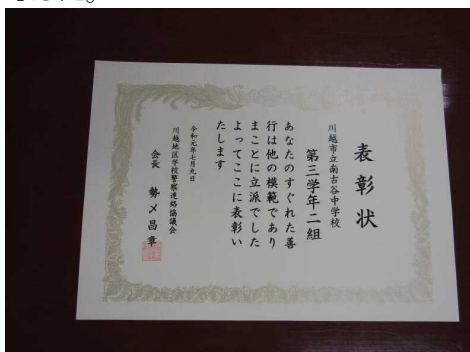 表彰状
川越市立南古谷中学校
第三学年二組
あなたのすぐれた善
行は他の模範であり
まことに立派でした
よってここに表彰い
たします
令和元年七月九日
川越地区学校警察連絡協議会
会長 勢〆昌幸